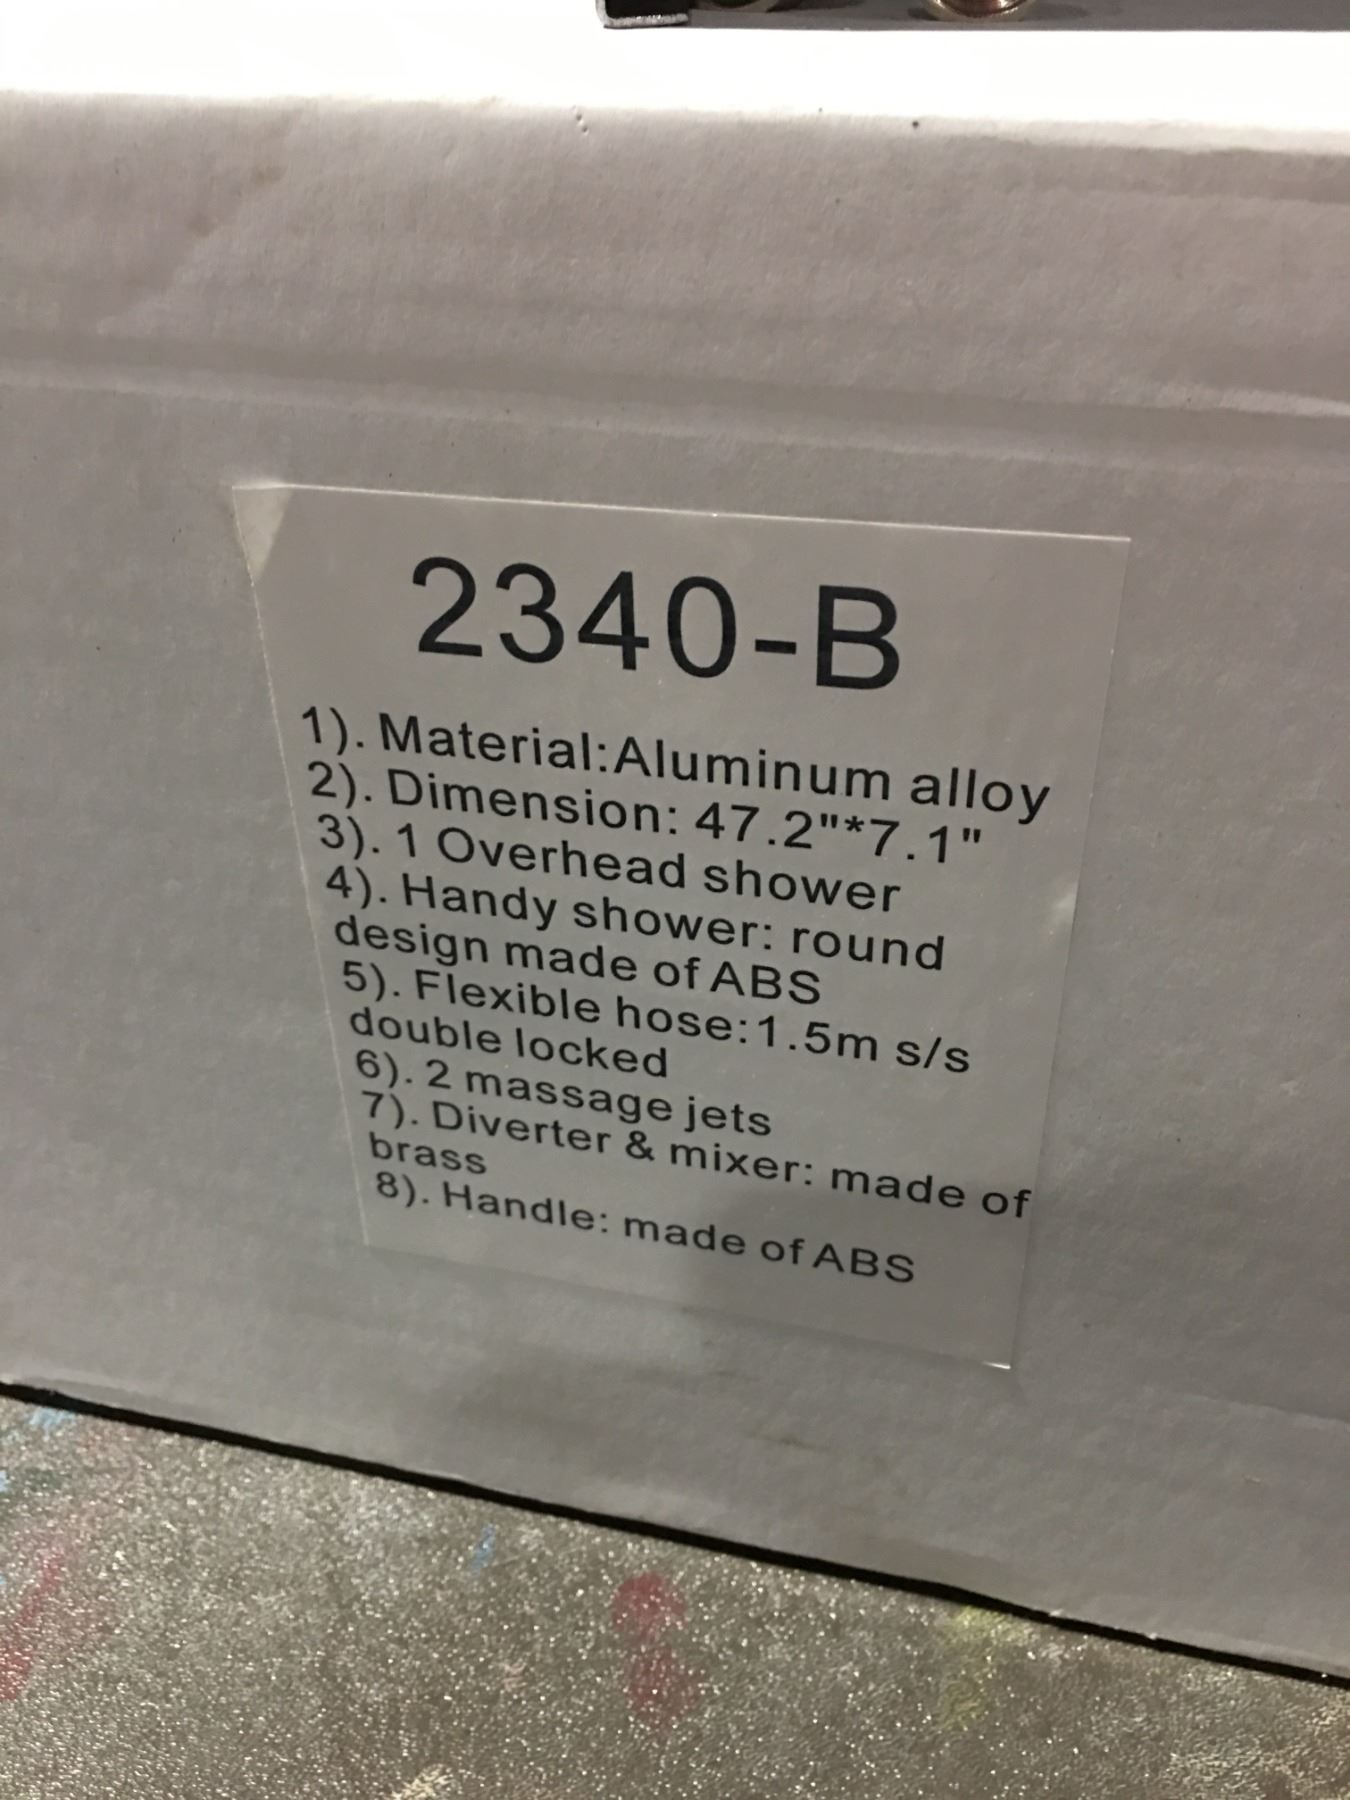 2340-B
1). Material:Aluminum alloy
2). Dimension: 47.2"*7.1"
3). 1 Overhead shower
4). Handy shower: round
design made of ABS
5). Flexible hose:1.5m s/s
double locked
6). 2 massage jets
7). Diverter & mixer: made of
brass
8). Handle: made of ABS